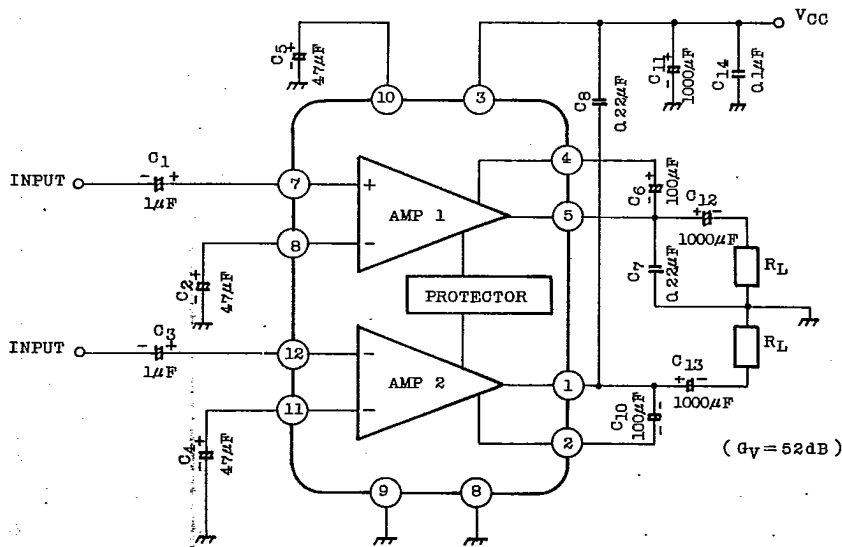 VCC
C5
- +
47μF
10
3
C8
0.22μF
C11
- +
1000μF
C14
0.1μF
INPUT
C1
- +
1μF
7
+
AMP 1
4
C6
- +
100μF
C12
+ -
1000μF
8
-
5
C2
- +
47μF
C7
0.22μF
RL
PROTECTOR
INPUT
C3
- +
1μF
12
-
AMP 2
1
RL
C13
+ -
1000μF
11
-
C10
100μF
-
2
C4
- +
47μF
(GV=52dB)
9
8